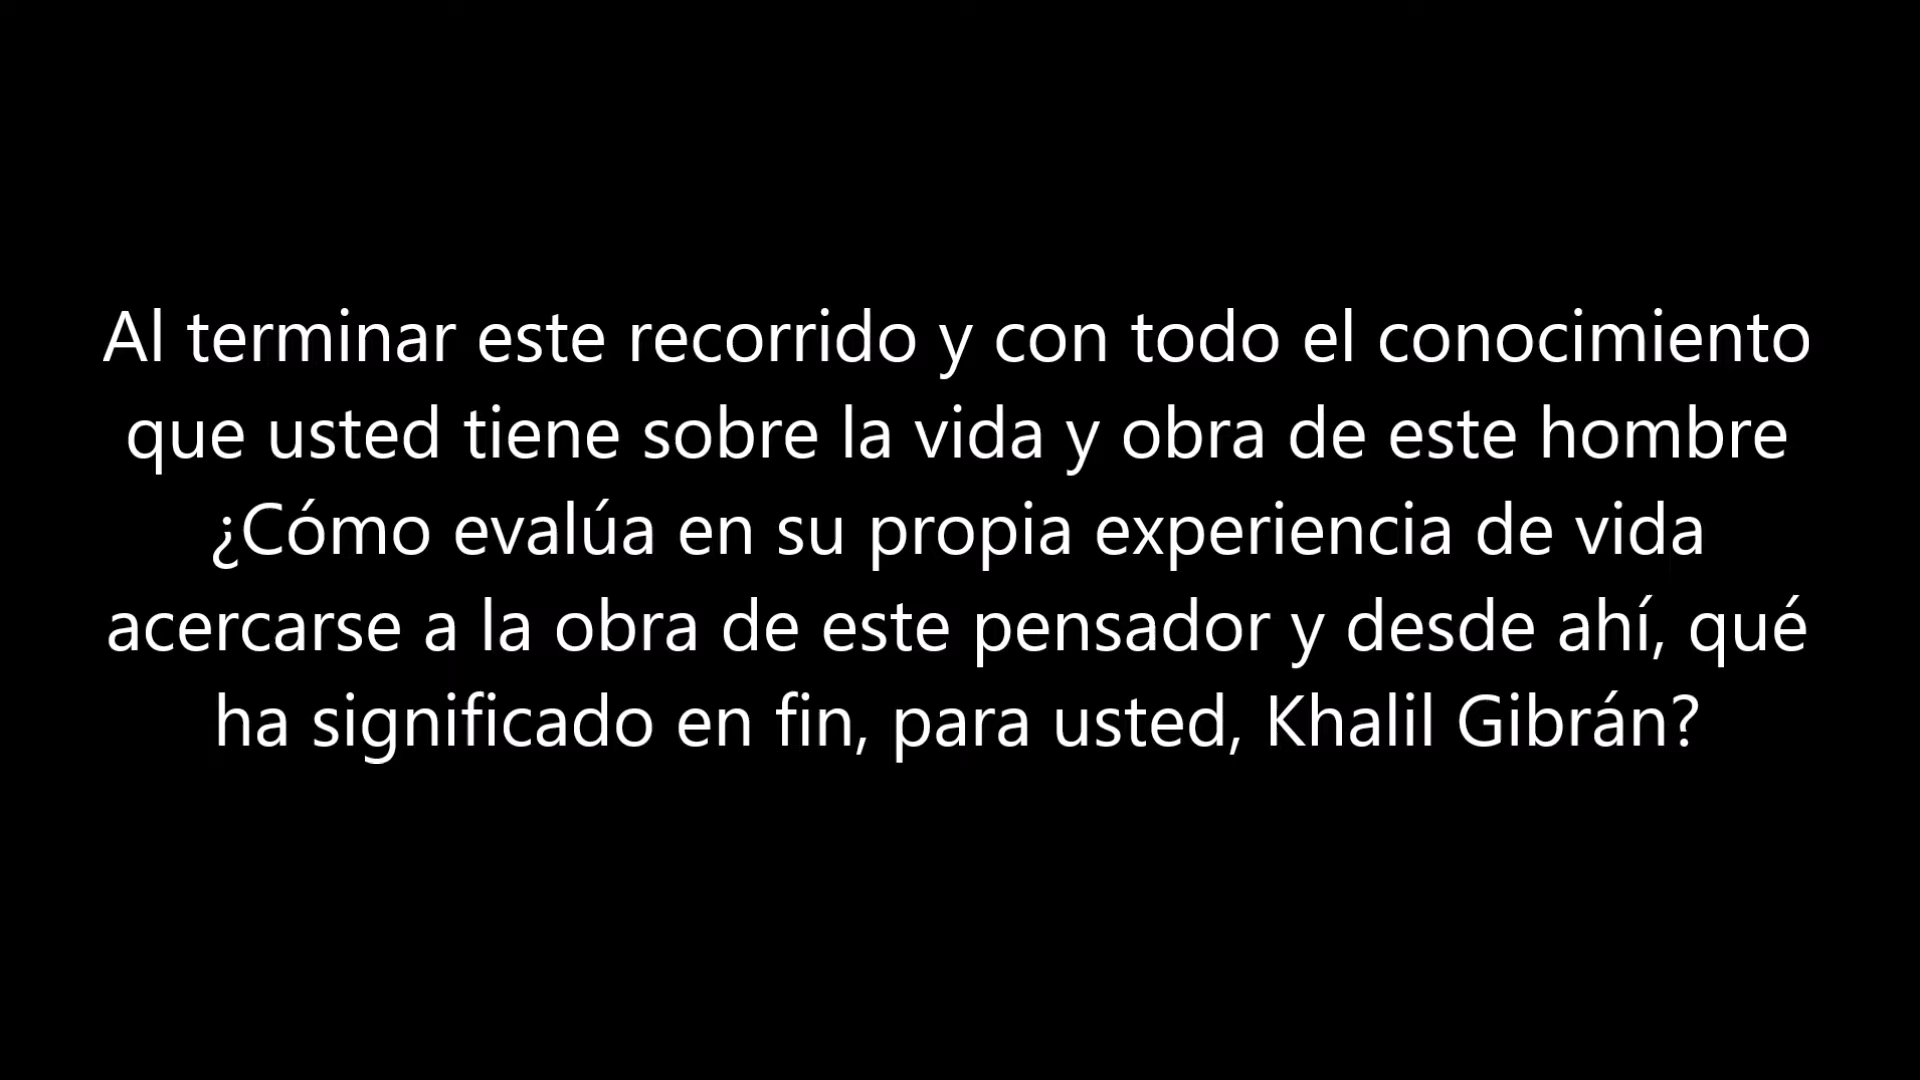 Al terminar este recorrido y con todo el conocimiento
que usted tiene sobre la vida y obra de este hombre
¿Cómo evalúa en su propia experiencia de vida
acercarse a la obra de este pensador y desde ahí, qué
ha significado en fin, para usted, Khalil Gibrán?